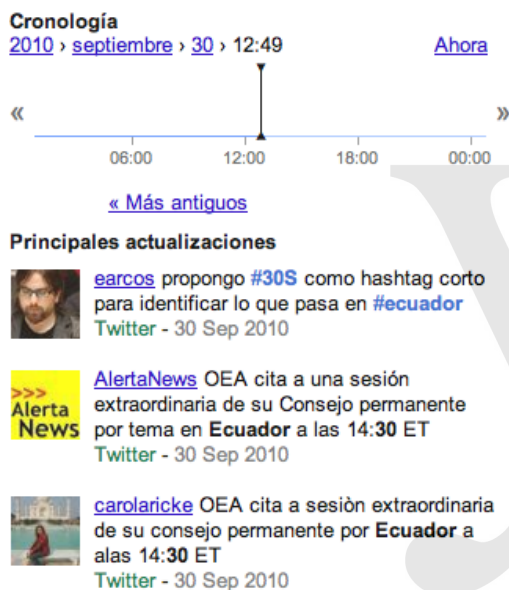 Cronología
2010 › septiembre › 30 › 12:49 Ahora
« »
06:00 12:00 18:00 00:00
« Más antiguos
Principales actualizaciones
earcos propongo #30S como hashtag corto
para identificar lo que pasa en #ecuador
Twitter - 30 Sep 2010
>>>
Alerta
News
AlertaNews OEA cita a una sesión
extraordinaria de su Consejo permanente
por tema en Ecuador a las 14:30 ET
Twitter - 30 Sep 2010
carolaricke OEA cita a sesiòn extraordinaria
de su consejo permanente por Ecuador a
alas 14:30 ET
Twitter - 30 Sep 2010